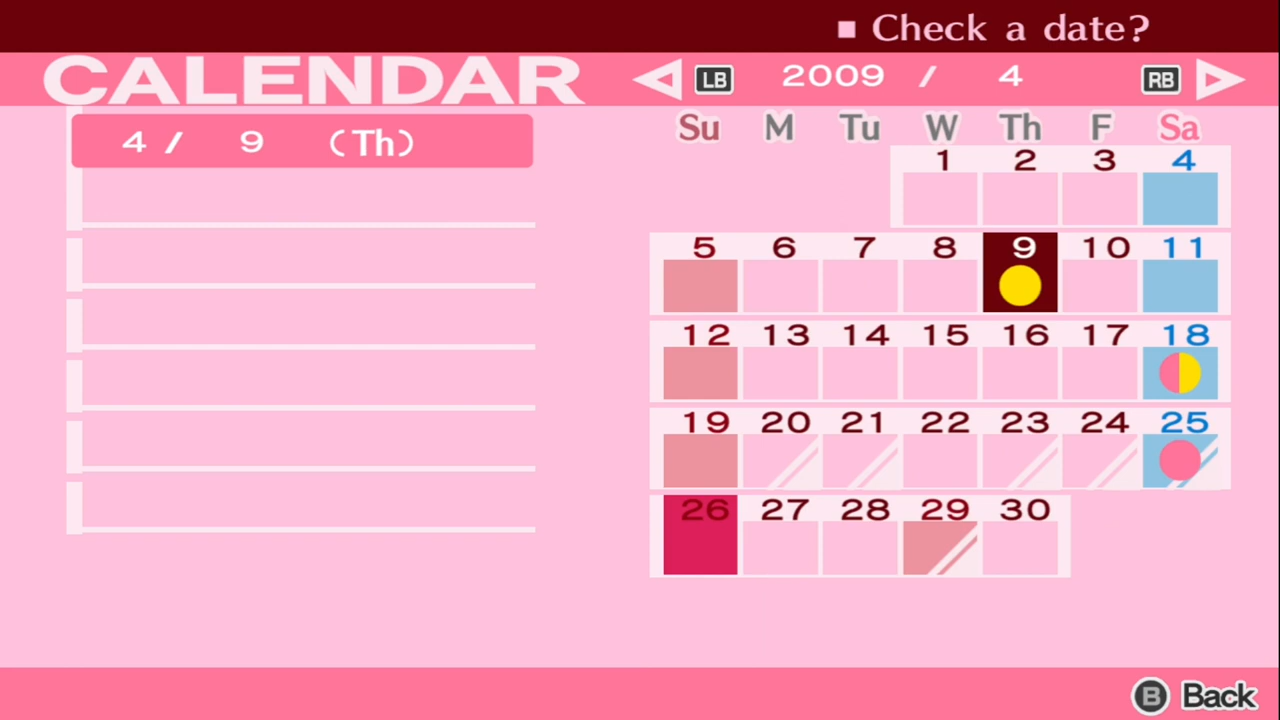 ■ Check a date?
CALENDAR
LB 2009 / 4 RB
4 / 9 (Th)
Su M Tu W Th F Sa
1 2 3 4
5 6 7 8 9 10 11
12 13 14 15 16 17 18
19 20 21 22 23 24 25
26 27 28 29 30
B Back